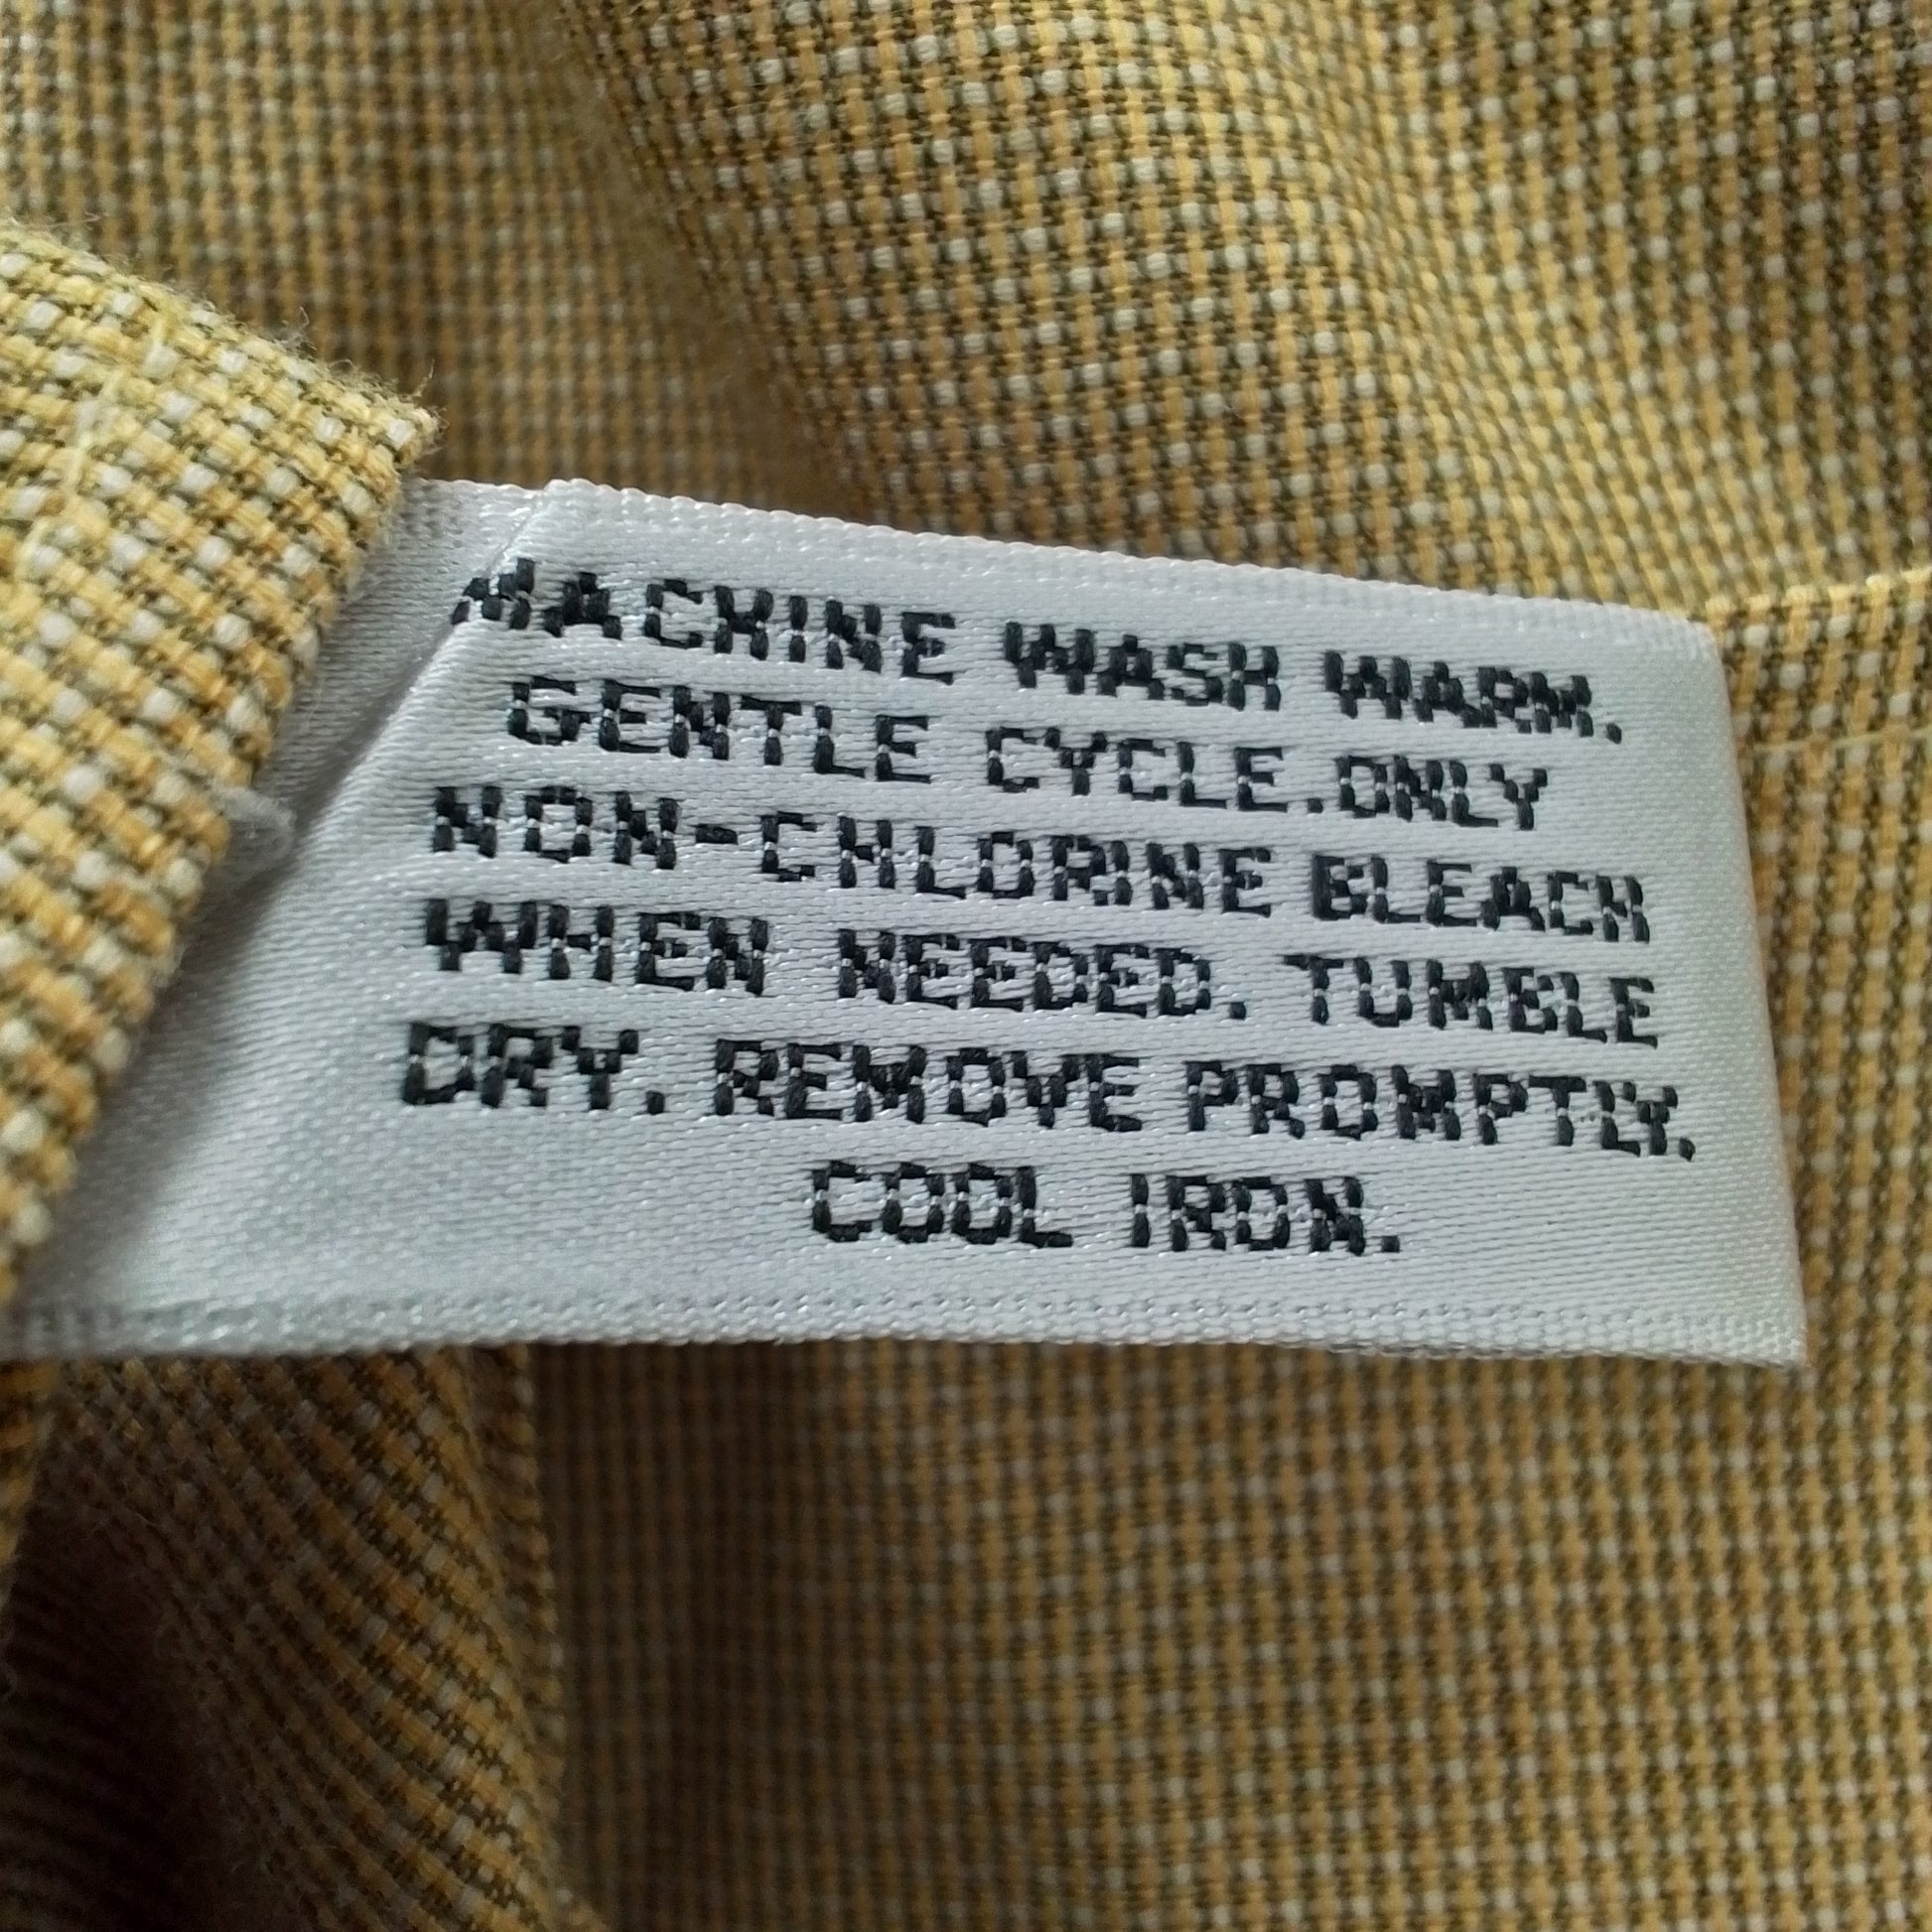 MACHINE WASH WARM.
GENTLE CYCLE.ONLY
NON-CHLORINE BLEACH
WHEN NEEDED. TUMBLE
DRY. REMOVE PROMPTLY.
COOL IRON.